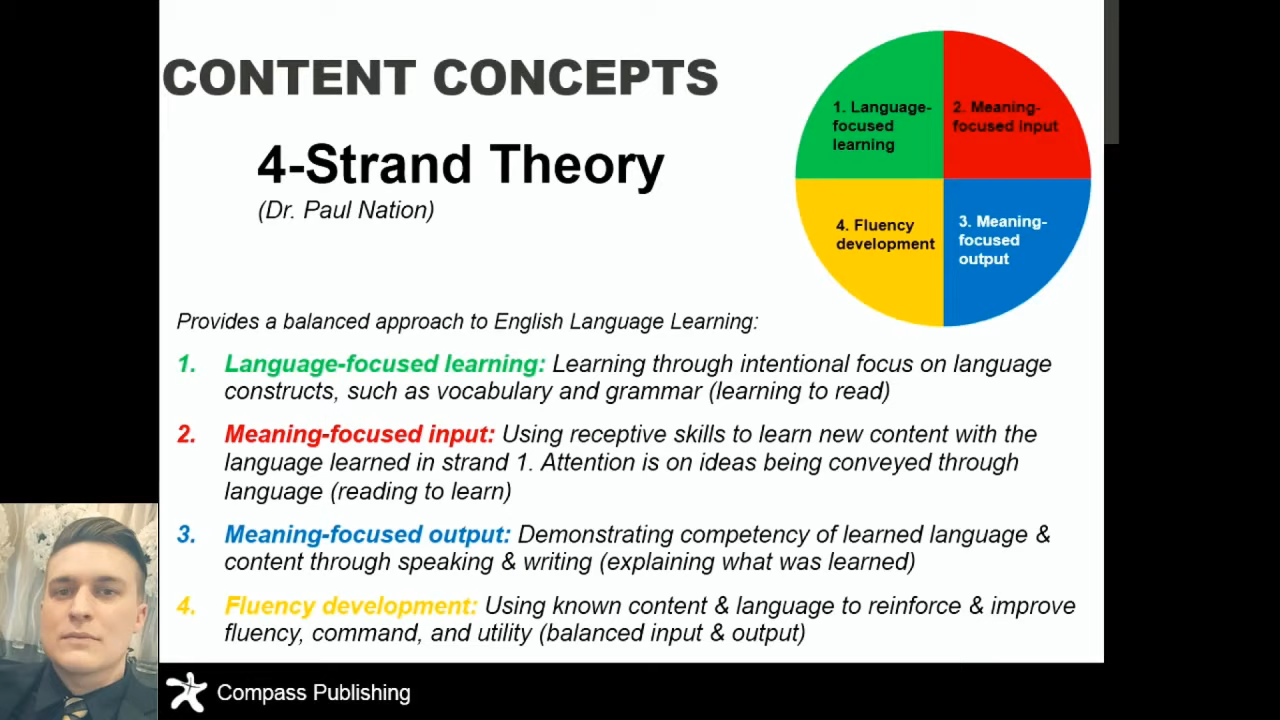 CONTENT CONCEPTS
4-Strand Theory
(Dr. Paul Nation)
1. Language-
focused
learning
2. Meaning-
focused input
4. Fluency
development
3. Meaning-
focused
output
Provides a balanced approach to English Language Learning:
1. Language-focused learning: Learning through intentional focus on language
constructs, such as vocabulary and grammar (learning to read)
2. Meaning-focused input: Using receptive skills to learn new content with the
language learned in strand 1. Attention is on ideas being conveyed through
language (reading to learn)
3. Meaning-focused output: Demonstrating competency of learned language &
content through speaking & writing (explaining what was learned)
4. Fluency development: Using known content & language to reinforce & improve
fluency, command, and utility (balanced input & output)
Compass Publishing